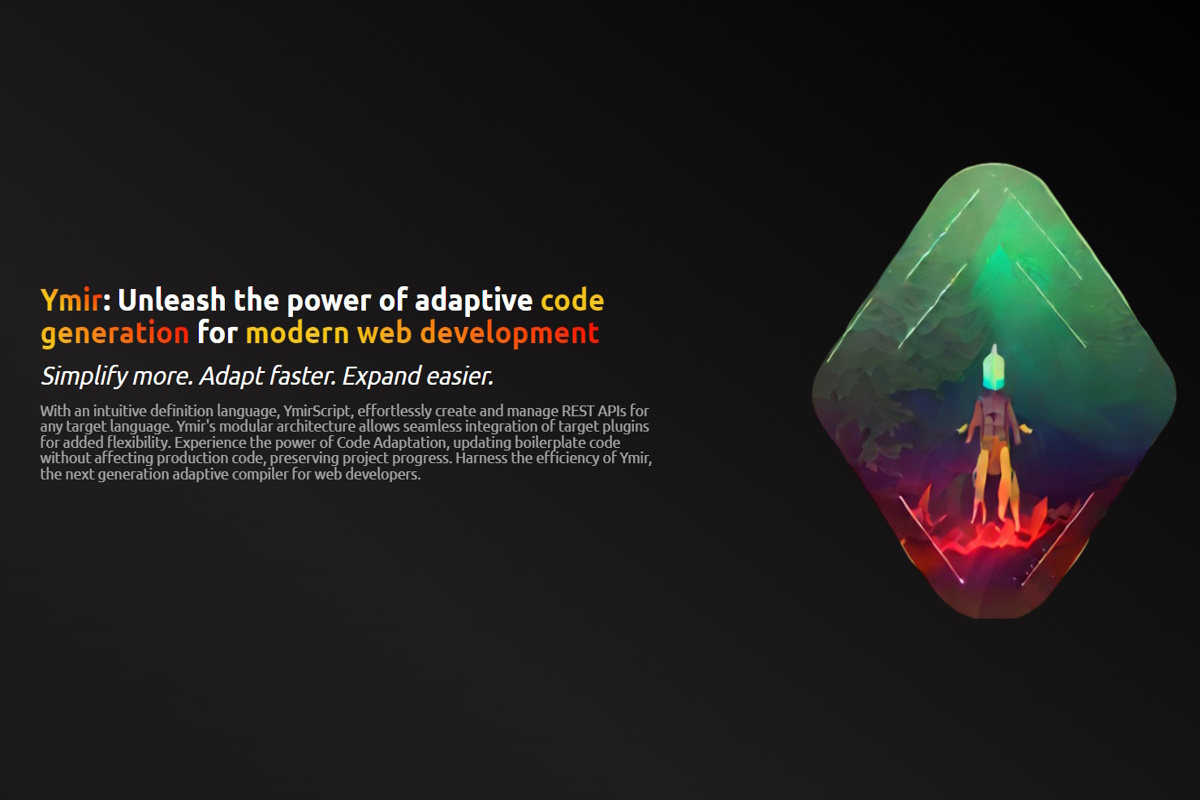 Ymir: Unleash the power of adaptive code
generation for modern web development
Simplify more. Adapt faster. Expand easier.
With an intuitive definition language, YmirScript, effortlessly create and manage REST APIs for
any target language. Ymir's modular architecture allows seamless integration of target plugins
for added flexibility. Experience the power of Code Adaptation, updating boilerplate code
without affecting production code, preserving project progress. Harness the efficiency of Ymir,
the next generation adaptive compiler for web developers.